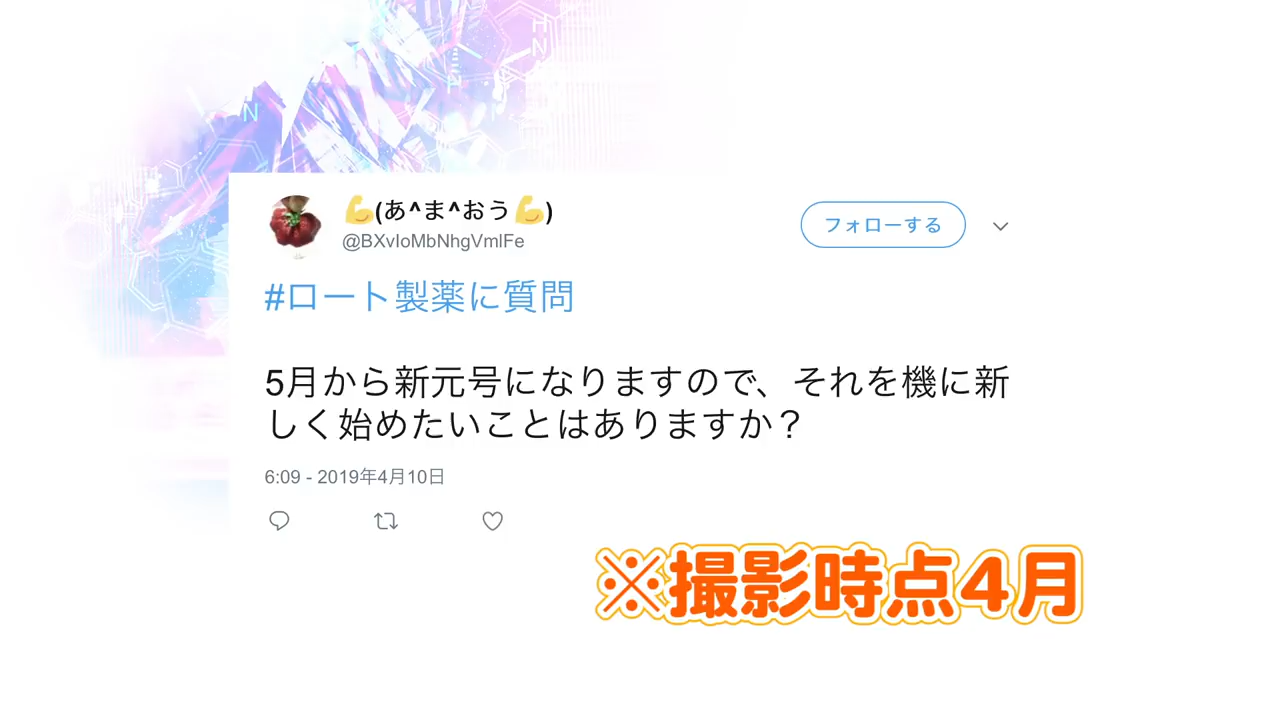 💪(あ^ま^おう💪)
@BXvIoMbNhgVmlFe
フォローする
#ロート製薬に質問
5月から新元号になりますので、それを機に新
しく始めたいことはありますか？
6:09 - 2019年4月10日
※撮影時点4月
N
H
N